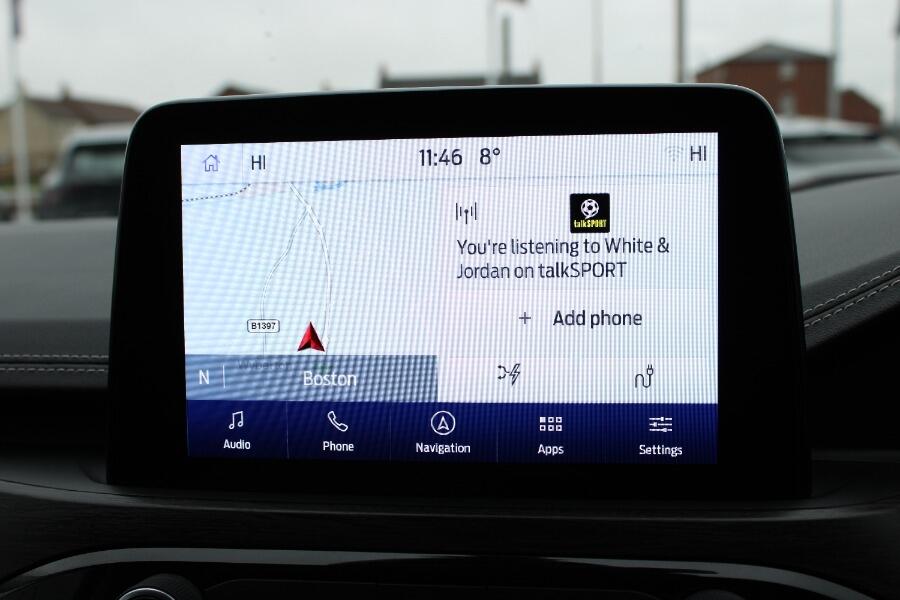 HI 11:46 8° HI
talkSPORT
You're listening to White &
Jordan on talkSPORT
B1397
+ Add phone
N Boston
Audio Phone Navigation Apps Settings